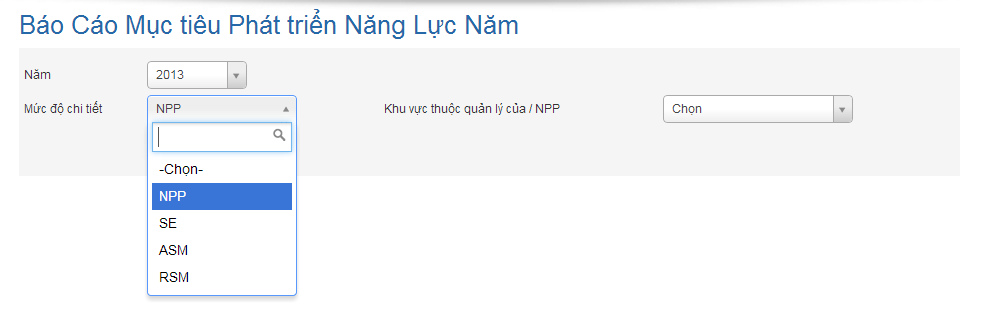 Báo Cáo Mục tiêu Phát triển Năng Lực Năm
Năm 2013
Mức độ chi tiết NPP Khu vực thuộc quản lý của / NPP Chọn
-Chọn-
NPP
SE
ASM
RSM